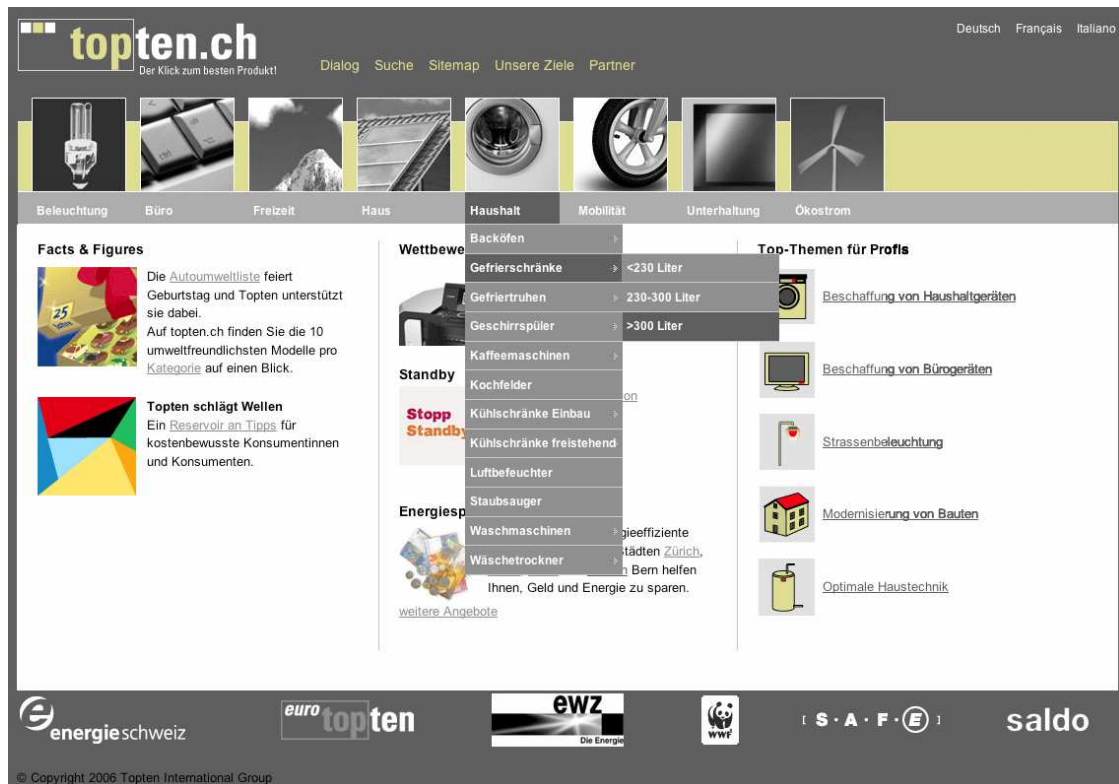 topten.ch
Der Klick zum besten Produkt!
Dialog Suche Sitemap Unsere Ziele Partner
Deutsch Français Italiano
Beleuchtung Büro Freizeit Haus Haushalt Mobilität Unterhaltung Ökostrom
Facts & Figures
25
Die Autoumweltliste feiert
Geburtstag und Topten unterstützt
sie dabei.
Auf topten.ch finden Sie die 10
umweltfreundlichsten Modelle pro
Kategorie auf einen Blick.
Topten schlägt Wellen
Ein Reservoir an Tipps für
kostenbewusste Konsumentinnen
und Konsumenten.
Backöfen
Gefrierschränke
Gefriertruhen
Geschirrspüler
Kaffeemaschinen
Kochfelder
Kühlschränke Einbau
Kühlschränke freistehend
Luftbefeuchter
Staubsauger
Waschmaschinen
Wäschetrockner
<230 Liter
230-300 Liter
>300 Liter
Standby
Stopp
Standby
Zürich,
Bern helfen
Ihnen, Geld und Energie zu sparen.
weitere Angebote
Top-Themen für Profis
Beschaffung von Haushaltgeräten
Beschaffung von Bürogeräten
Strassenbeleuchtung
Modernisierung von Bauten
Optimale Haustechnik
energieschweiz
euro topten
ewz
Die Energie
WWF
[ S·A·F·E ]
saldo
© Copyright 2006 Topten International Group